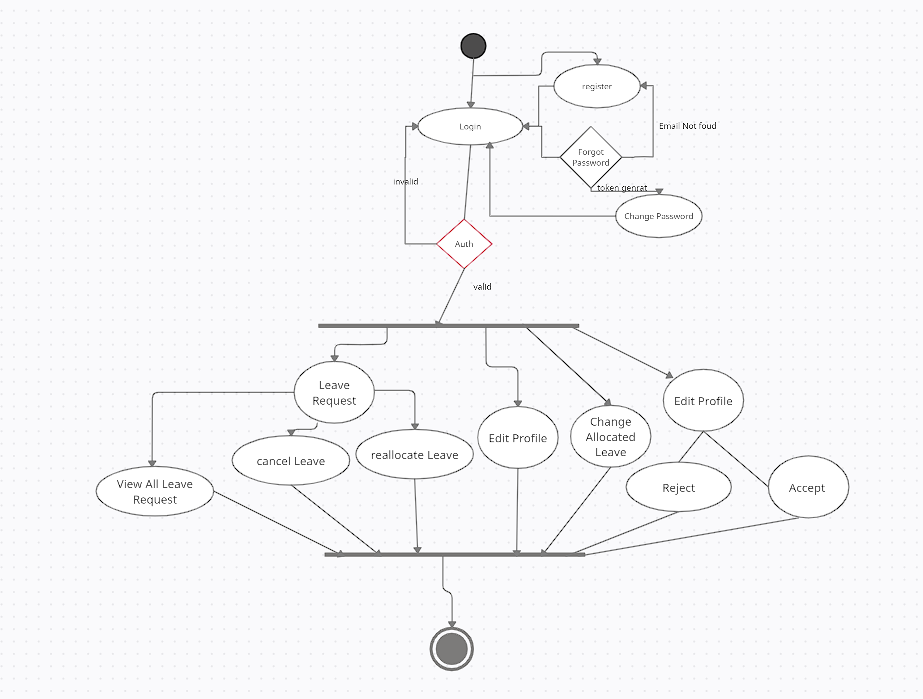 register
Login
Email Not foud
Forgot
Password
invalid
token genrat
Change Password
Auth
valid
Leave
Request
Edit Profile
Change
Allocated
Leave
Edit Profile
cancel Leave
reallocate Leave
View All Leave
Request
Reject
Accept